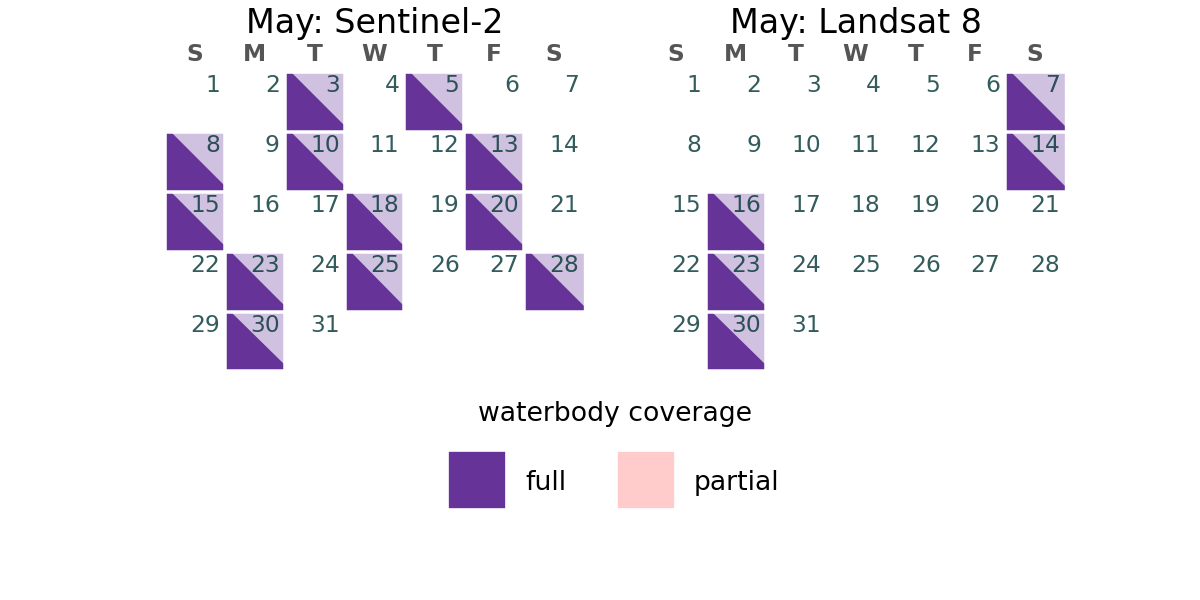 May: Sentinel-2
S M T W T F S
1 2 3 4 5 6 7
8 9 10 11 12 13 14
15 16 17 18 19 20 21
22 23 24 25 26 27 28
29 30 31
May: Landsat 8
S M T W T F S
1 2 3 4 5 6 7
8 9 10 11 12 13 14
15 16 17 18 19 20 21
22 23 24 25 26 27 28
29 30 31
waterbody coverage
full partial